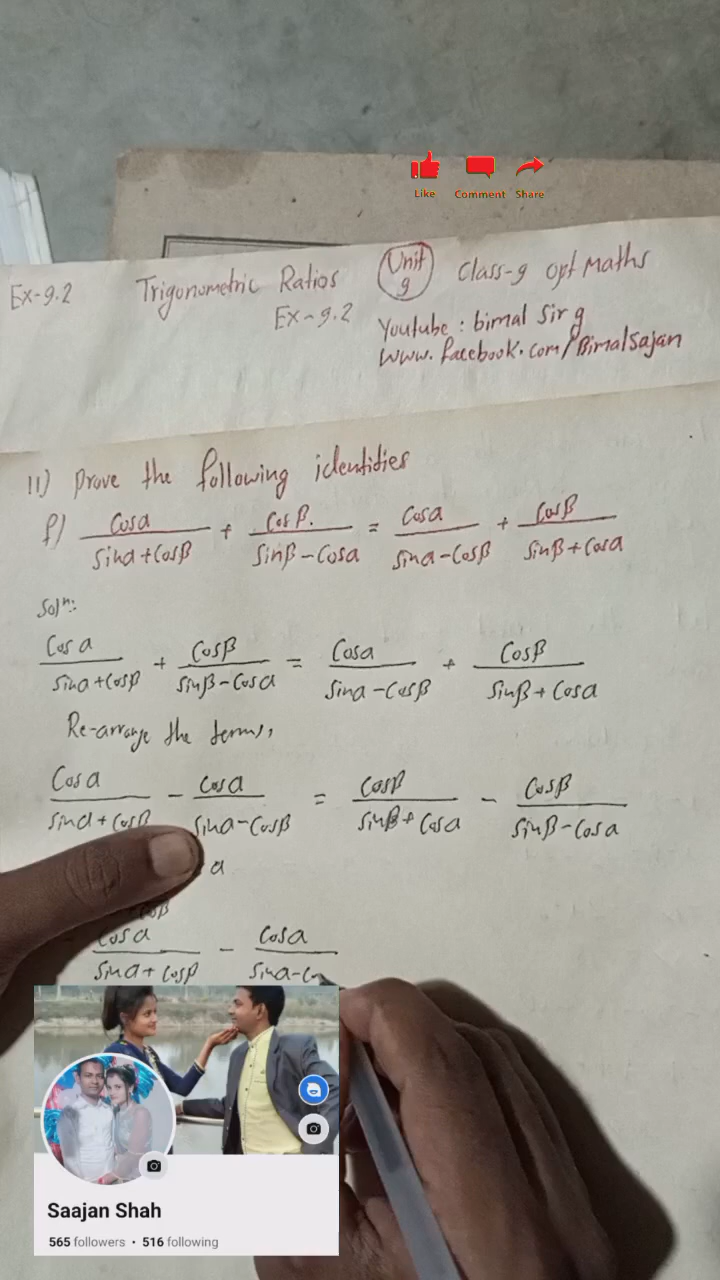 Like Comment Share
Ex-9.2 Trigonometric Ratios Unit 9 Class-9 opt Maths
Ex-9.2 Youtube : bimal Sir g
www.facebook.com/Bimalsajan
11) Prove the following identities
f) Cosα/(Sinα+Cosβ) + Cosβ/(Sinβ-Cosα) = Cosα/(Sinα-Cosβ) + Cosβ/(Sinβ+Cosα)
Solⁿ:
Cosα/(Sinα+Cosβ) + Cosβ/(Sinβ-Cosα) = Cosα/(Sinα-Cosβ) + Cosβ/(Sinβ+Cosα)
Re-arrange the terms,
Cosα/(Sinα+Cosβ) - Cosα/(Sinα-Cosβ) = Cosβ/(Sinβ+Cosα) - Cosβ/(Sinβ-Cosα)
α
Cosα/(Sinα+Cosβ) - Cosα/(Sinα-Co
Saajan Shah
565 followers • 516 following